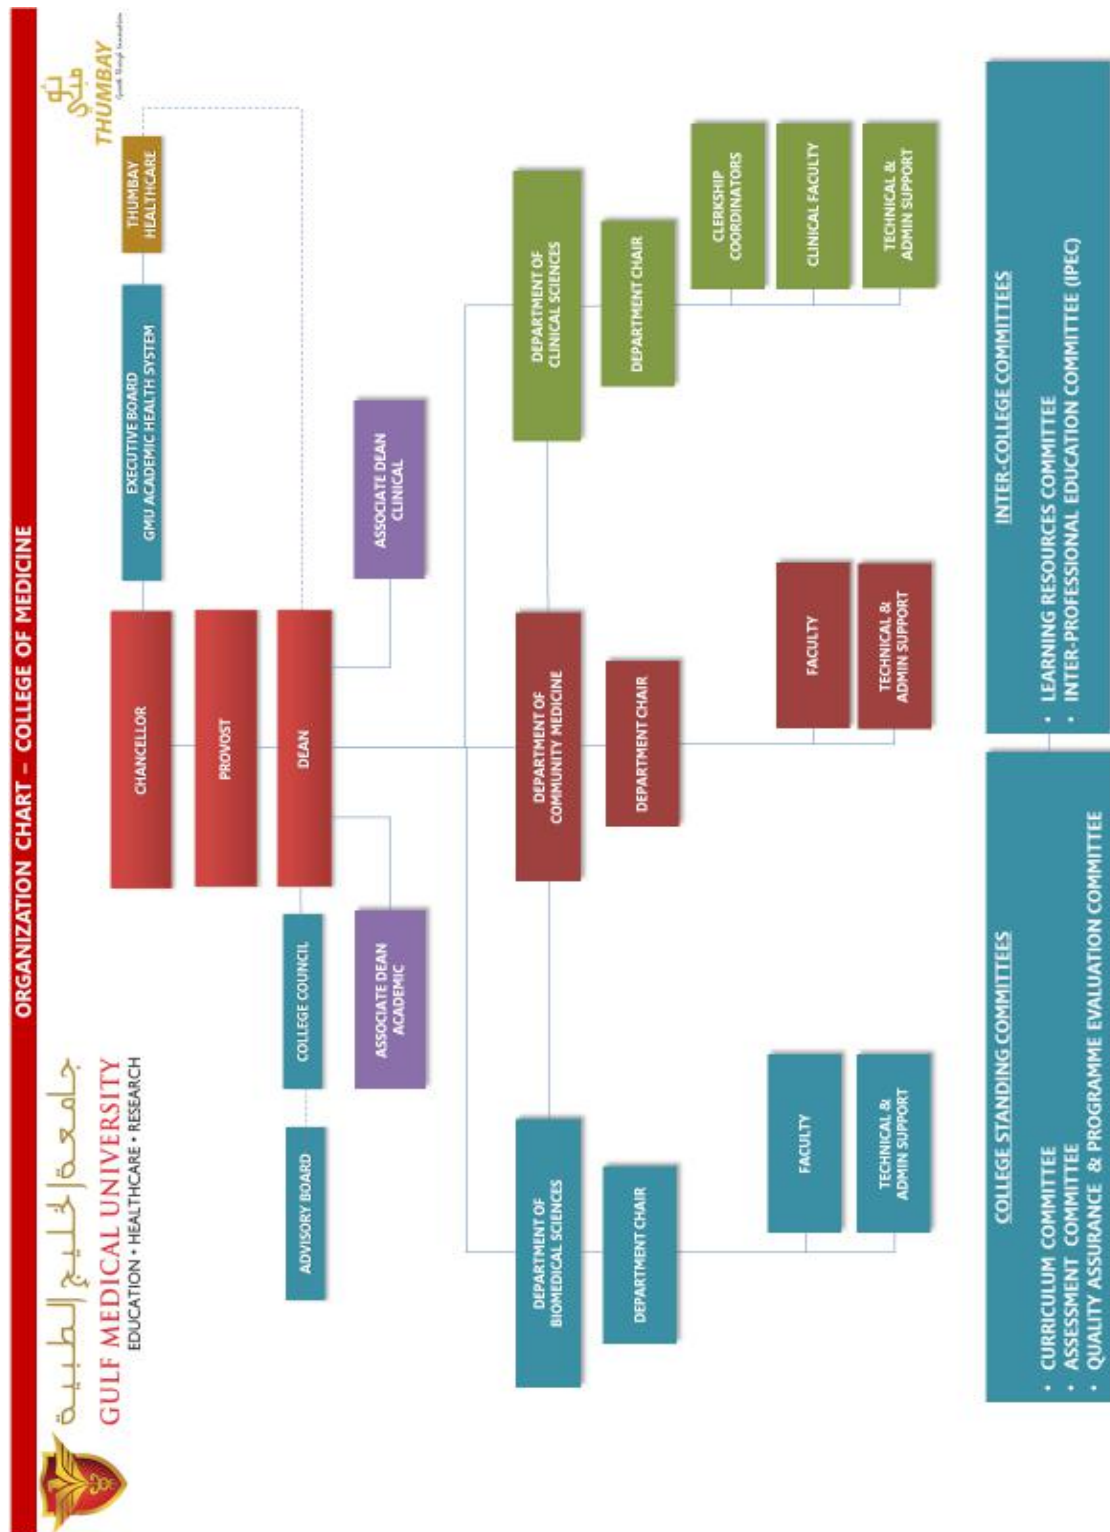 ORGANIZATION CHART – COLLEGE OF MEDICINE
جامعة الخليج الطبية
GULF MEDICAL UNIVERSITY
EDUCATION • HEALTHCARE • RESEARCH
ثومبي
THUMBAY
Growth Through Innovation
CHANCELLOR
EXECUTIVE BOARD
GMU ACADEMIC HEALTH SYSTEM
THUMBAY
HEALTHCARE
PROVOST
ADVISORY BOARD
COLLEGE COUNCIL
DEAN
ASSOCIATE DEAN
ACADEMIC
ASSOCIATE DEAN
CLINICAL
DEPARTMENT OF
BIOMEDICAL SCIENCES
DEPARTMENT OF
COMMUNITY MEDICINE
DEPARTMENT OF
CLINICAL SCIENCES
DEPARTMENT CHAIR
DEPARTMENT CHAIR
DEPARTMENT CHAIR
CLERKSHIP
COORDINATORS
FACULTY
FACULTY
CLINICAL FACULTY
TECHNICAL &
ADMIN SUPPORT
TECHNICAL &
ADMIN SUPPORT
TECHNICAL &
ADMIN SUPPORT
COLLEGE STANDING COMMITTEES
• CURRICULUM COMMITTEE
• ASSESSMENT COMMITTEE
• QUALITY ASSURANCE & PROGRAMME EVALUATION COMMITTEE
INTER-COLLEGE COMMITTEES
• LEARNING RESOURCES COMMITTEE
• INTER-PROFESSIONAL EDUCATION COMMITTEE (IPEC)